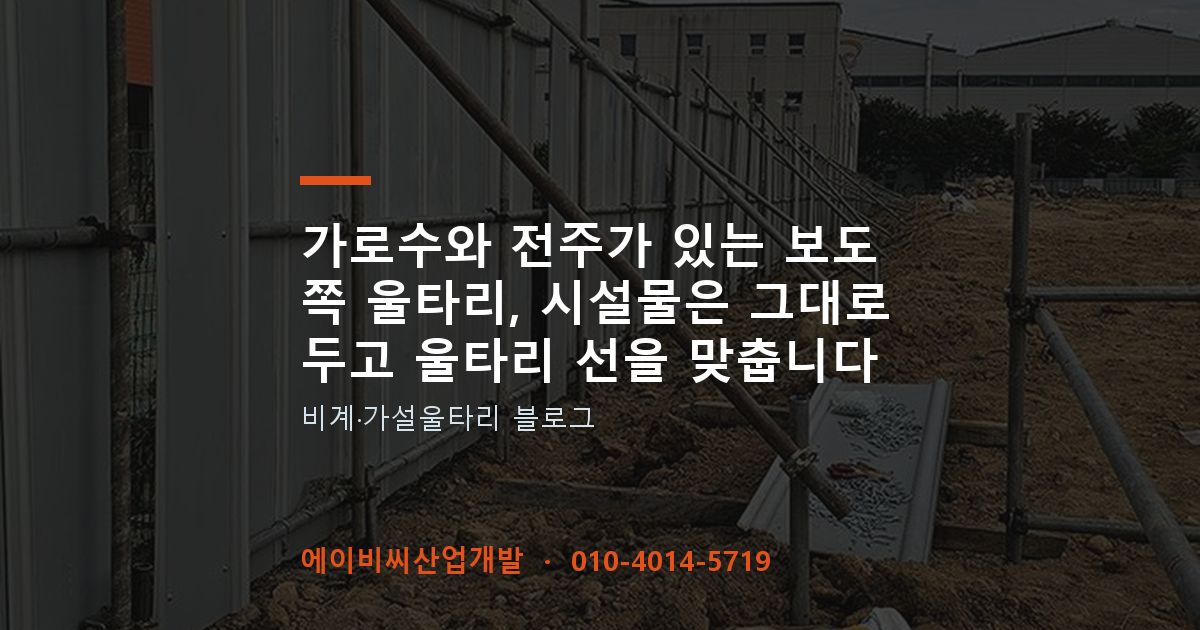 가로수와 전주가 있는 보도
쪽 울타리, 시설물은 그대로
두고 울타리 선을 맞춥니다
비계·가설울타리 블로그
에이비씨산업개발 · 010-4014-5719